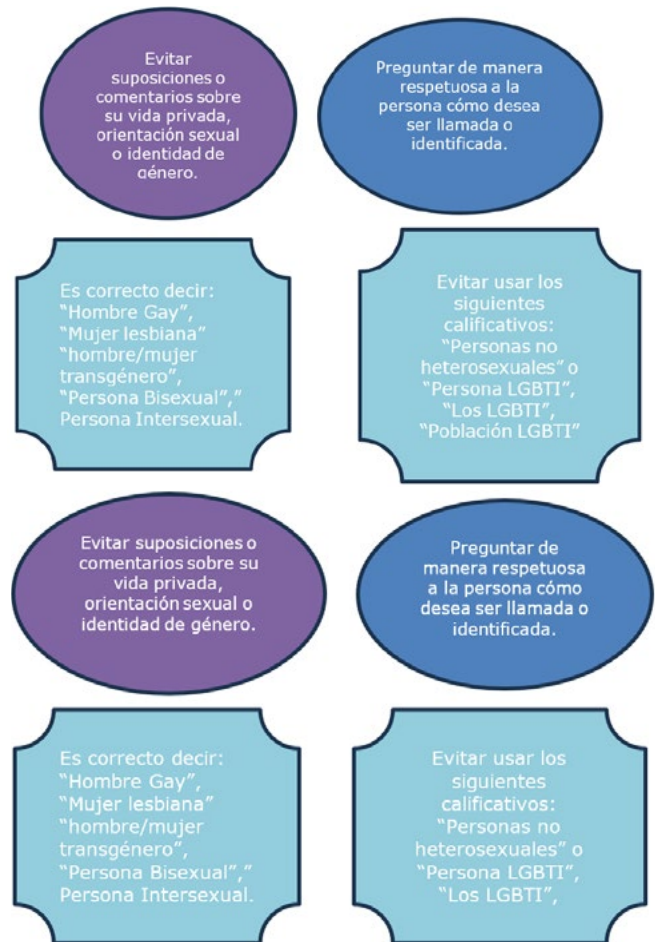 Evitar
suposiciones o
comentarios sobre
su vida privada,
orientación sexual
o identidad de
género.
Preguntar de manera
respetuosa a la
persona cómo desea
ser llamada o
identificada.
Es correcto decir:
“Hombre Gay”,
“Mujer lesbiana”
“hombre/mujer
transgénero”,
“Persona Bisexual”,”
Persona Intersexual.
Evitar usar los
siguientes
calificativos:
“Personas no
heterosexuales” o
“Persona LGBTI”,
“Los LGBTI”,
“Población LGBTI”
Evitar suposiciones o
comentarios sobre su
vida privada,
orientación sexual o
identidad de género.
Preguntar de
manera respetuosa
a la persona cómo
desea ser llamada o
identificada.
Es correcto decir:
“Hombre Gay”,
“Mujer lesbiana”
“hombre/mujer
transgénero”,
“Persona Bisexual”,”
Persona Intersexual.
Evitar usar los
siguientes
calificativos:
“Personas no
heterosexuales” o
“Persona LGBTI”,
“Los LGBTI”,